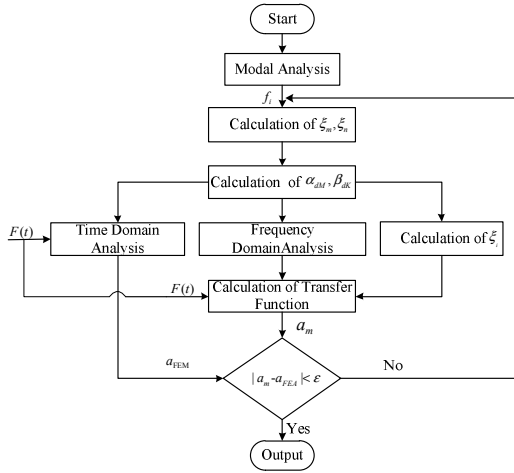 Start
Modal Analysis
f_i
Calculation of ξ_m, ξ_n
Calculation of α_dM, β_dK
F(t)
Time Domain
Analysis
Frequency
DomainAnalysis
Calculation of ξ_i
F(t)
Calculation of Transfer
Function
a_m
a_FEM
| a_m-a_FEA |< ε
No
Yes
Output